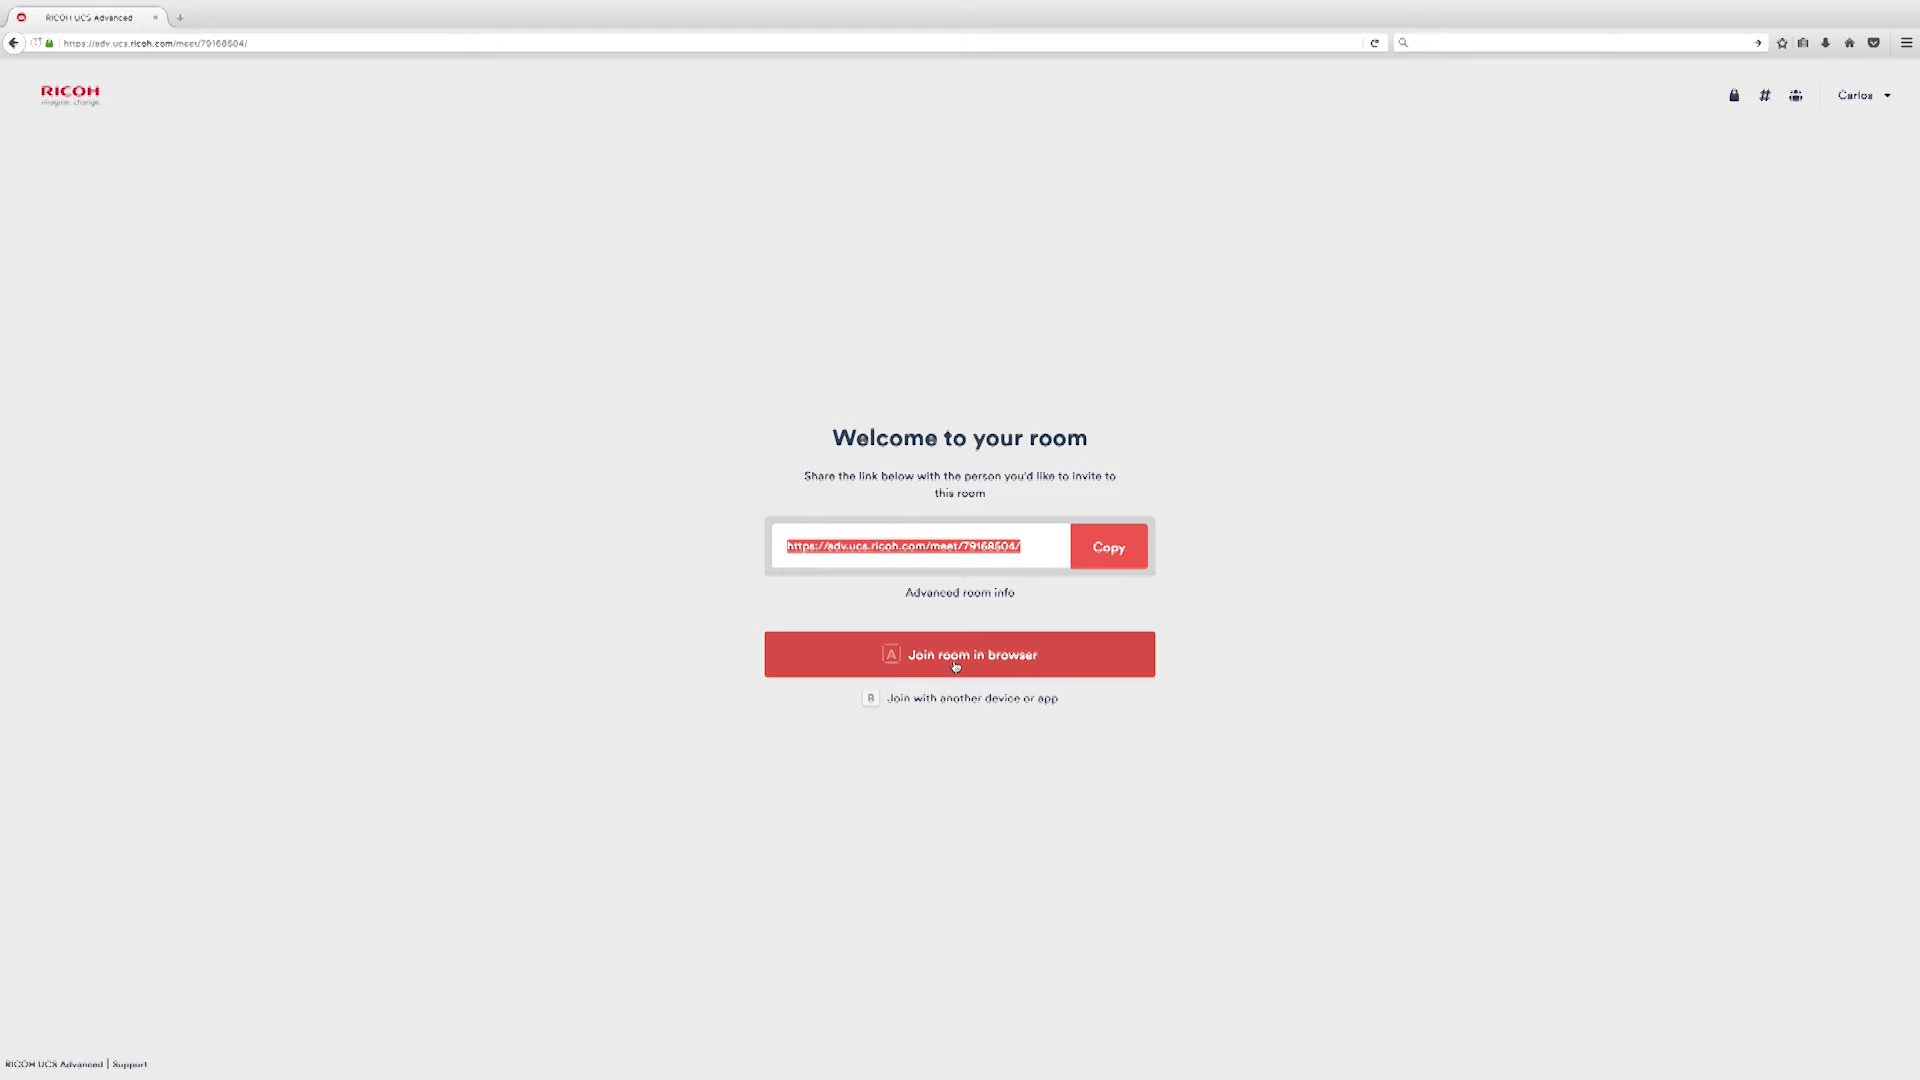 RICOH UCS Advanced
https://adv.ucs.ricoh.com/meet/79168504/
RICOH
imagine. change.
Carlos
Welcome to your room
Share the link below with the person you'd like to invite to
this room
https://adv.ucs.ricoh.com/meet/79168504/
Copy
Advanced room info
A Join room in browser
B Join with another device or app
RICOH UCS Advanced | Support